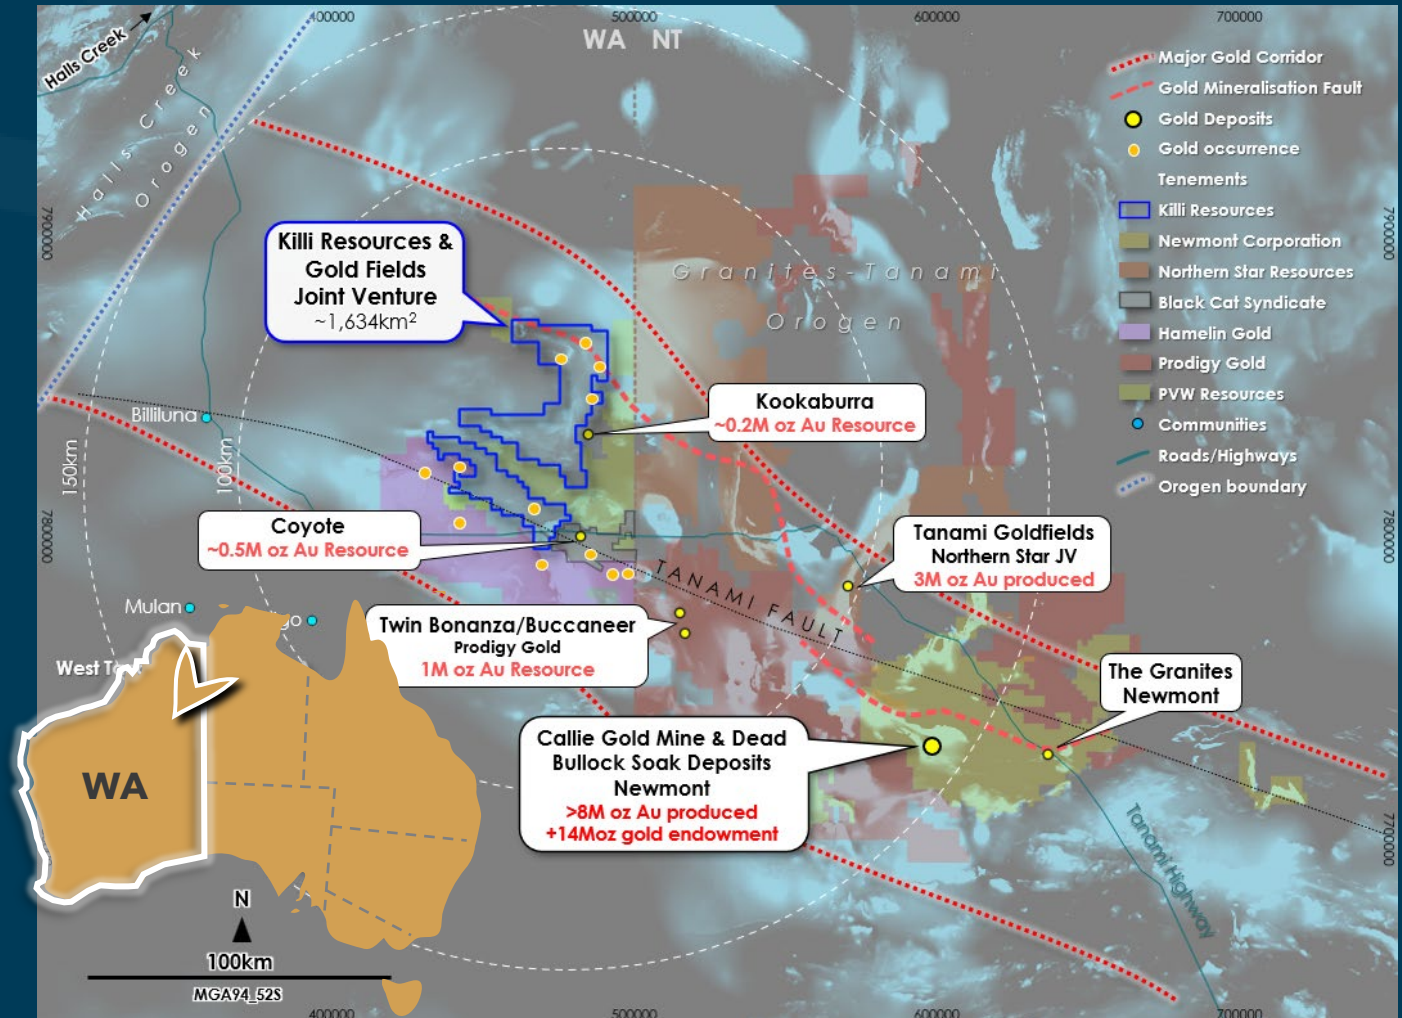 400000
500000
600000
700000
WA NT
Halls Creek
Halls Creek
Orogen
Major Gold Corridor
Gold Mineralisation Fault
Gold Deposits
Gold occurrence
Tenements
Killi Resources
Newmont Corporation
Northern Star Resources
Black Cat Syndicate
Hamelin Gold
Prodigy Gold
PVW Resources
Communities
Roads/Highways
Orogen boundary
7900000
7900000
Killi Resources &
Gold Fields
Joint Venture
~1,634km²
Granites-Tanami
Orogen
Kookaburra
~0.2M oz Au Resource
Billiluna
150km
100km
Coyote
~0.5M oz Au Resource
7800000
7800000
Tanami Goldfields
Northern Star JV
3M oz Au produced
TANAMI FAULT
Mulan
go
Twin Bonanza/Buccaneer
Prodigy Gold
1M oz Au Resource
West
The Granites
Newmont
Callie Gold Mine & Dead
Bullock Soak Deposits
Newmont
>8M oz Au produced
+14Moz gold endowment
WA
7700000
Tanami Highway
N
100km
MGA94_52S
400000
500000
600000
700000